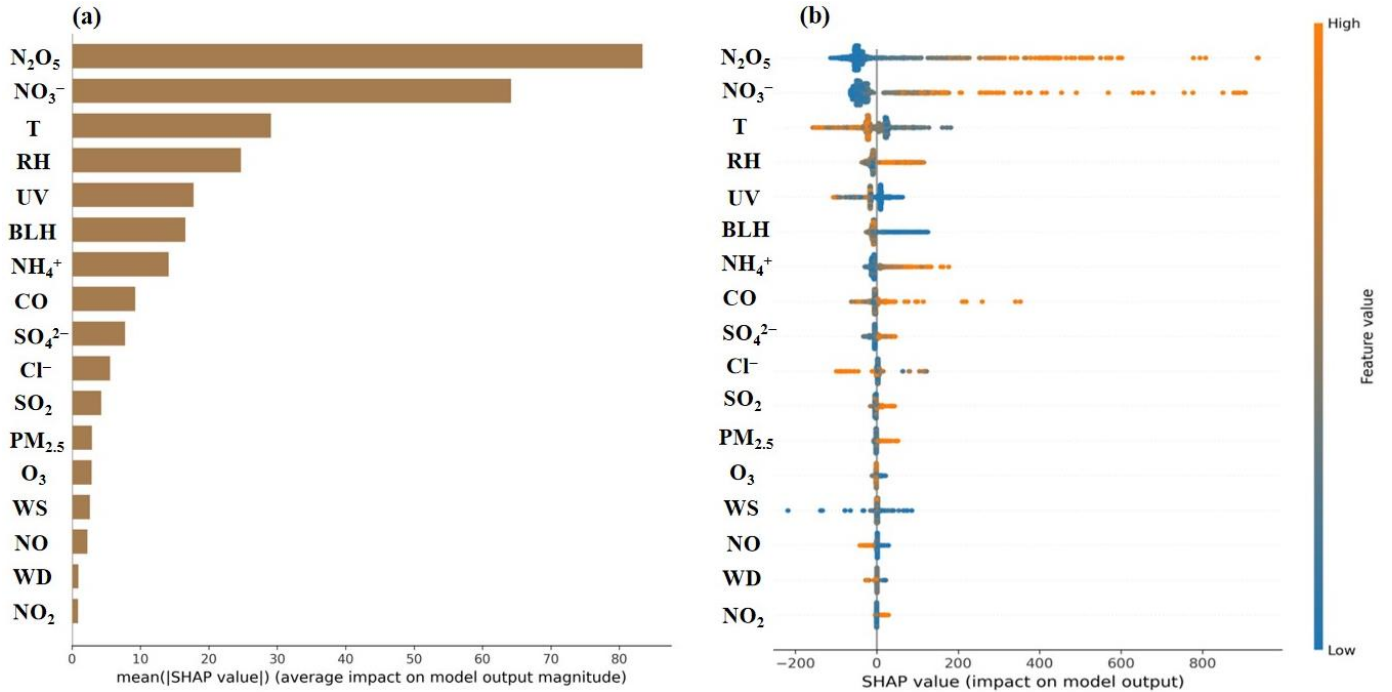 (a)
N₂O₅
NO₃⁻
T
RH
UV
BLH
NH₄⁺
CO
SO₄²⁻
Cl⁻
SO₂
PM₂.₅
O₃
WS
NO
WD
NO₂
0 10 20 30 40 50 60 70 80
mean(|SHAP value|) (average impact on model output magnitude)
(b)
N₂O₅
NO₃⁻
T
RH
UV
BLH
NH₄⁺
CO
SO₄²⁻
Cl⁻
SO₂
PM₂.₅
O₃
WS
NO
WD
NO₂
−200 0 200 400 600 800
SHAP value (impact on model output)
High
Feature value
Low